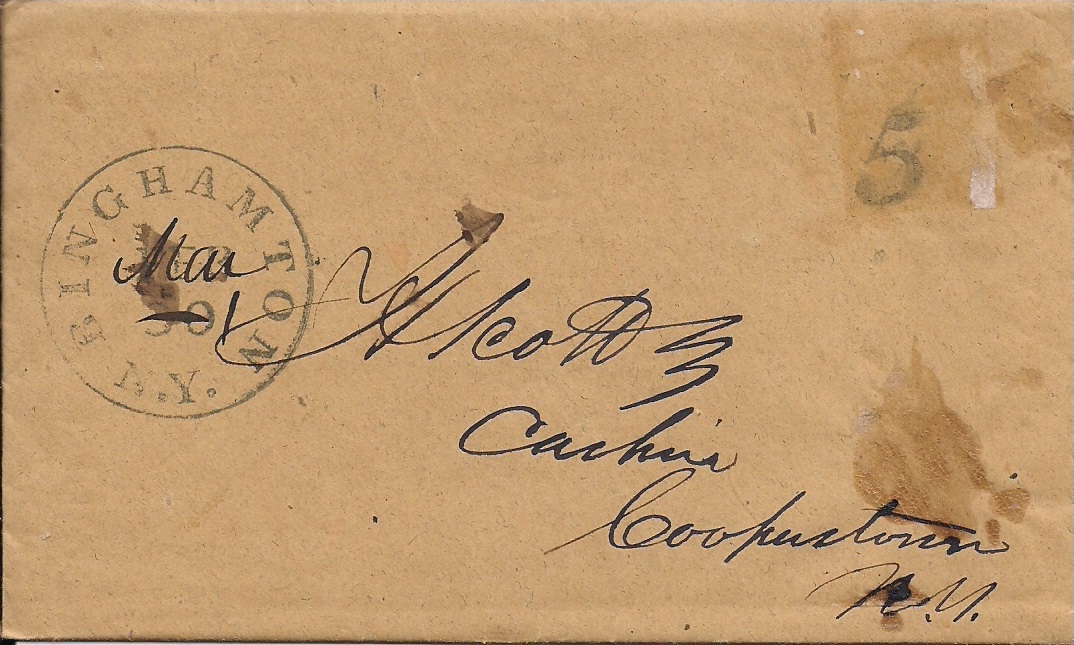 BINGHAMTON
N.Y.
Mar
30
5
Scott
Cashier
Cooperstown
N.Y.